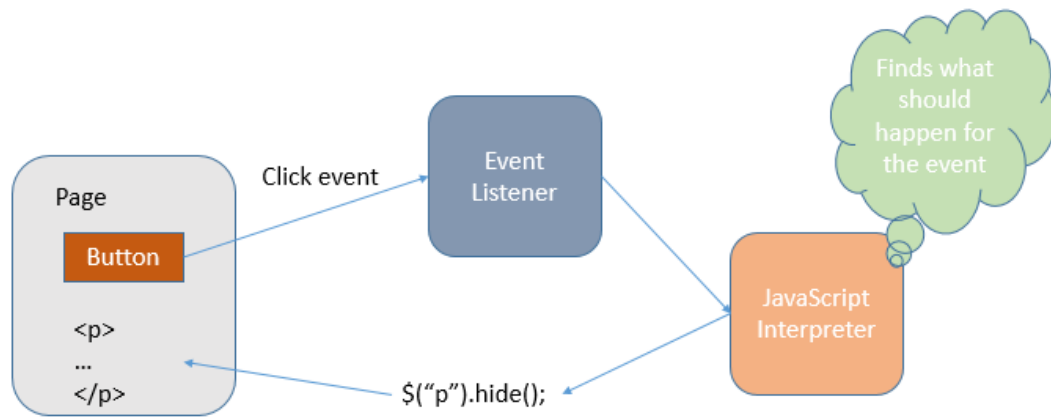 Page
Button
<p>
...
</p>
Click event
Event
Listener
Finds what
should
happen for
the event
JavaScript
Interpreter
$(“p”).hide();